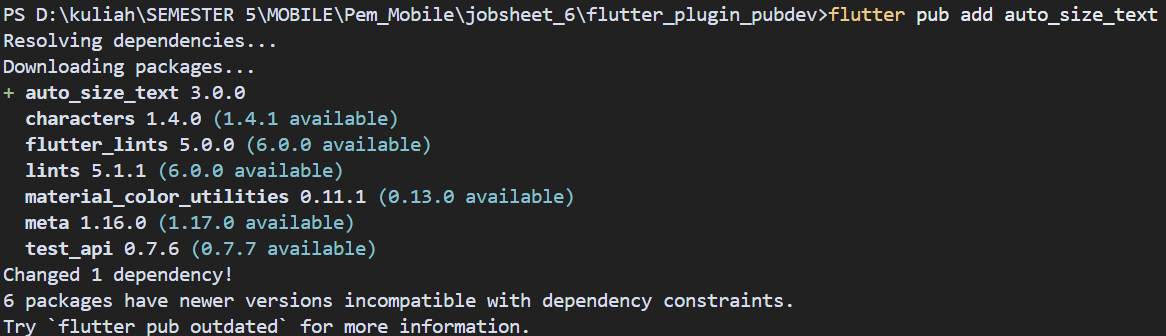 PS D:\kuliah\SEMESTER 5\MOBILE\Pem_Mobile\jobsheet_6\flutter_plugin_pubdev>flutter pub add auto_size_text
Resolving dependencies...
Downloading packages...
+ auto_size_text 3.0.0
  characters 1.4.0 (1.4.1 available)
  flutter_lints 5.0.0 (6.0.0 available)
  lints 5.1.1 (6.0.0 available)
  material_color_utilities 0.11.1 (0.13.0 available)
  meta 1.16.0 (1.17.0 available)
  test_api 0.7.6 (0.7.7 available)
Changed 1 dependency!
6 packages have newer versions incompatible with dependency constraints.
Try `flutter pub outdated` for more information.